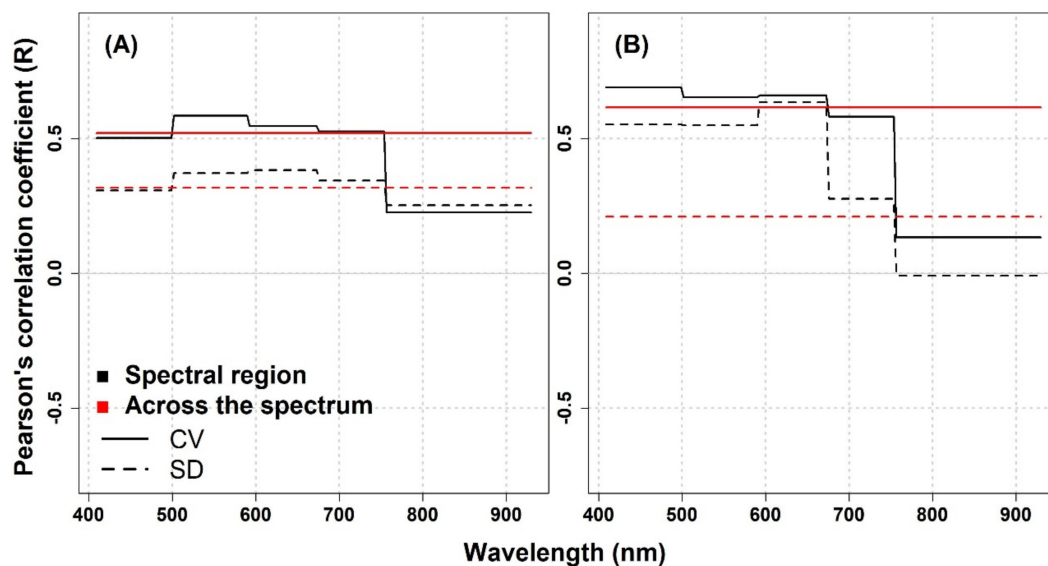 Pearson's correlation coefficient (R)
0.5
0.0
-0.5
(A)
Spectral region
Across the spectrum
CV
SD
400 500 600 700 800 900
0.5
0.0
-0.5
(B)
400 500 600 700 800 900
Wavelength (nm)